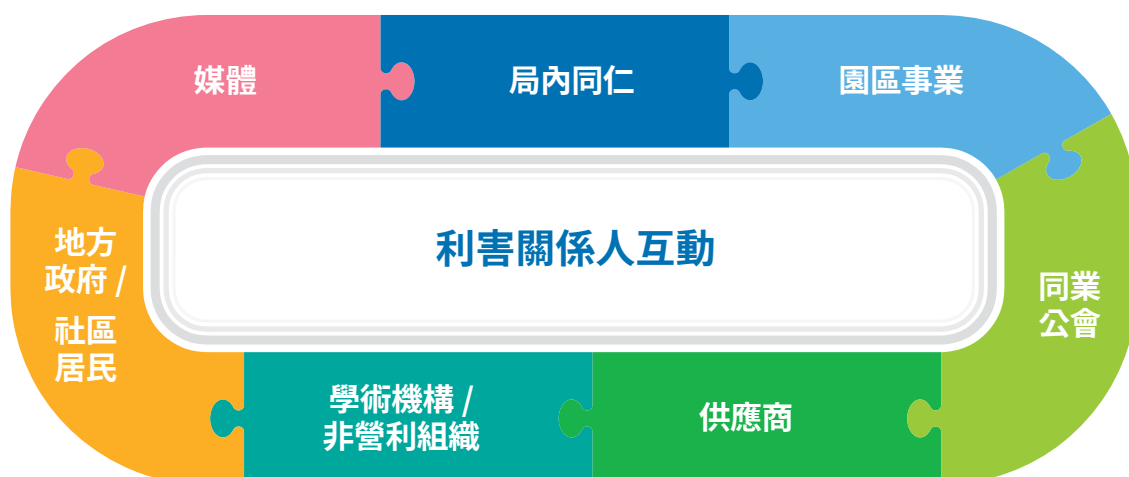 媒體
局內同仁
園區事業
利害關係人互動
地方
政府 /
社區
居民
同業
公會
學術機構 /
非營利組織
供應商